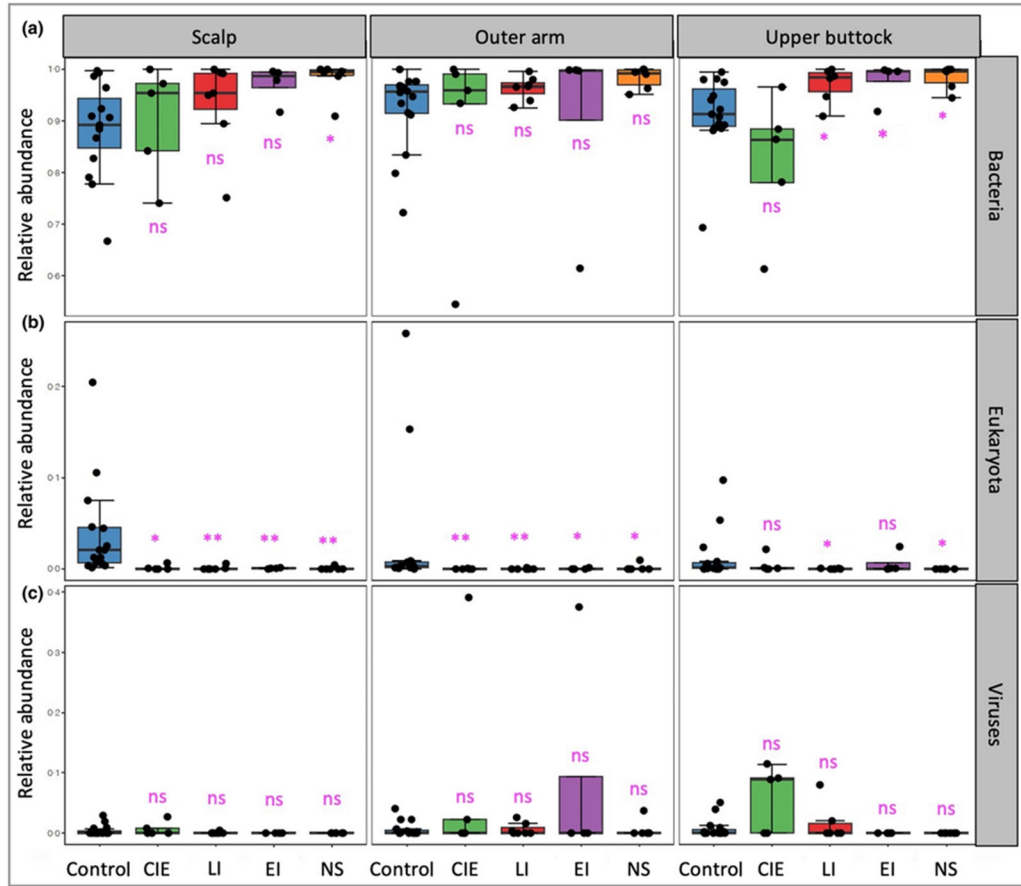 (a)
Scalp
Outer arm
Upper buttock
Relative abundance
1·0
0·9
0·8
0·7
0·6
ns
ns
ns
*
ns
ns
ns
ns
ns
*
*
*
Bacteria
(b)
Relative abundance
0·2
0·1
0·0
*
**
**
**
**
**
*
*
ns
*
ns
*
Eukaryota
(c)
Relative abundance
0·4
0·3
0·2
0·1
0·0
ns
ns
ns
ns
ns
ns
ns
ns
ns
ns
ns
ns
Viruses
Control CIE LI EI NS
Control CIE LI EI NS
Control CIE LI EI NS